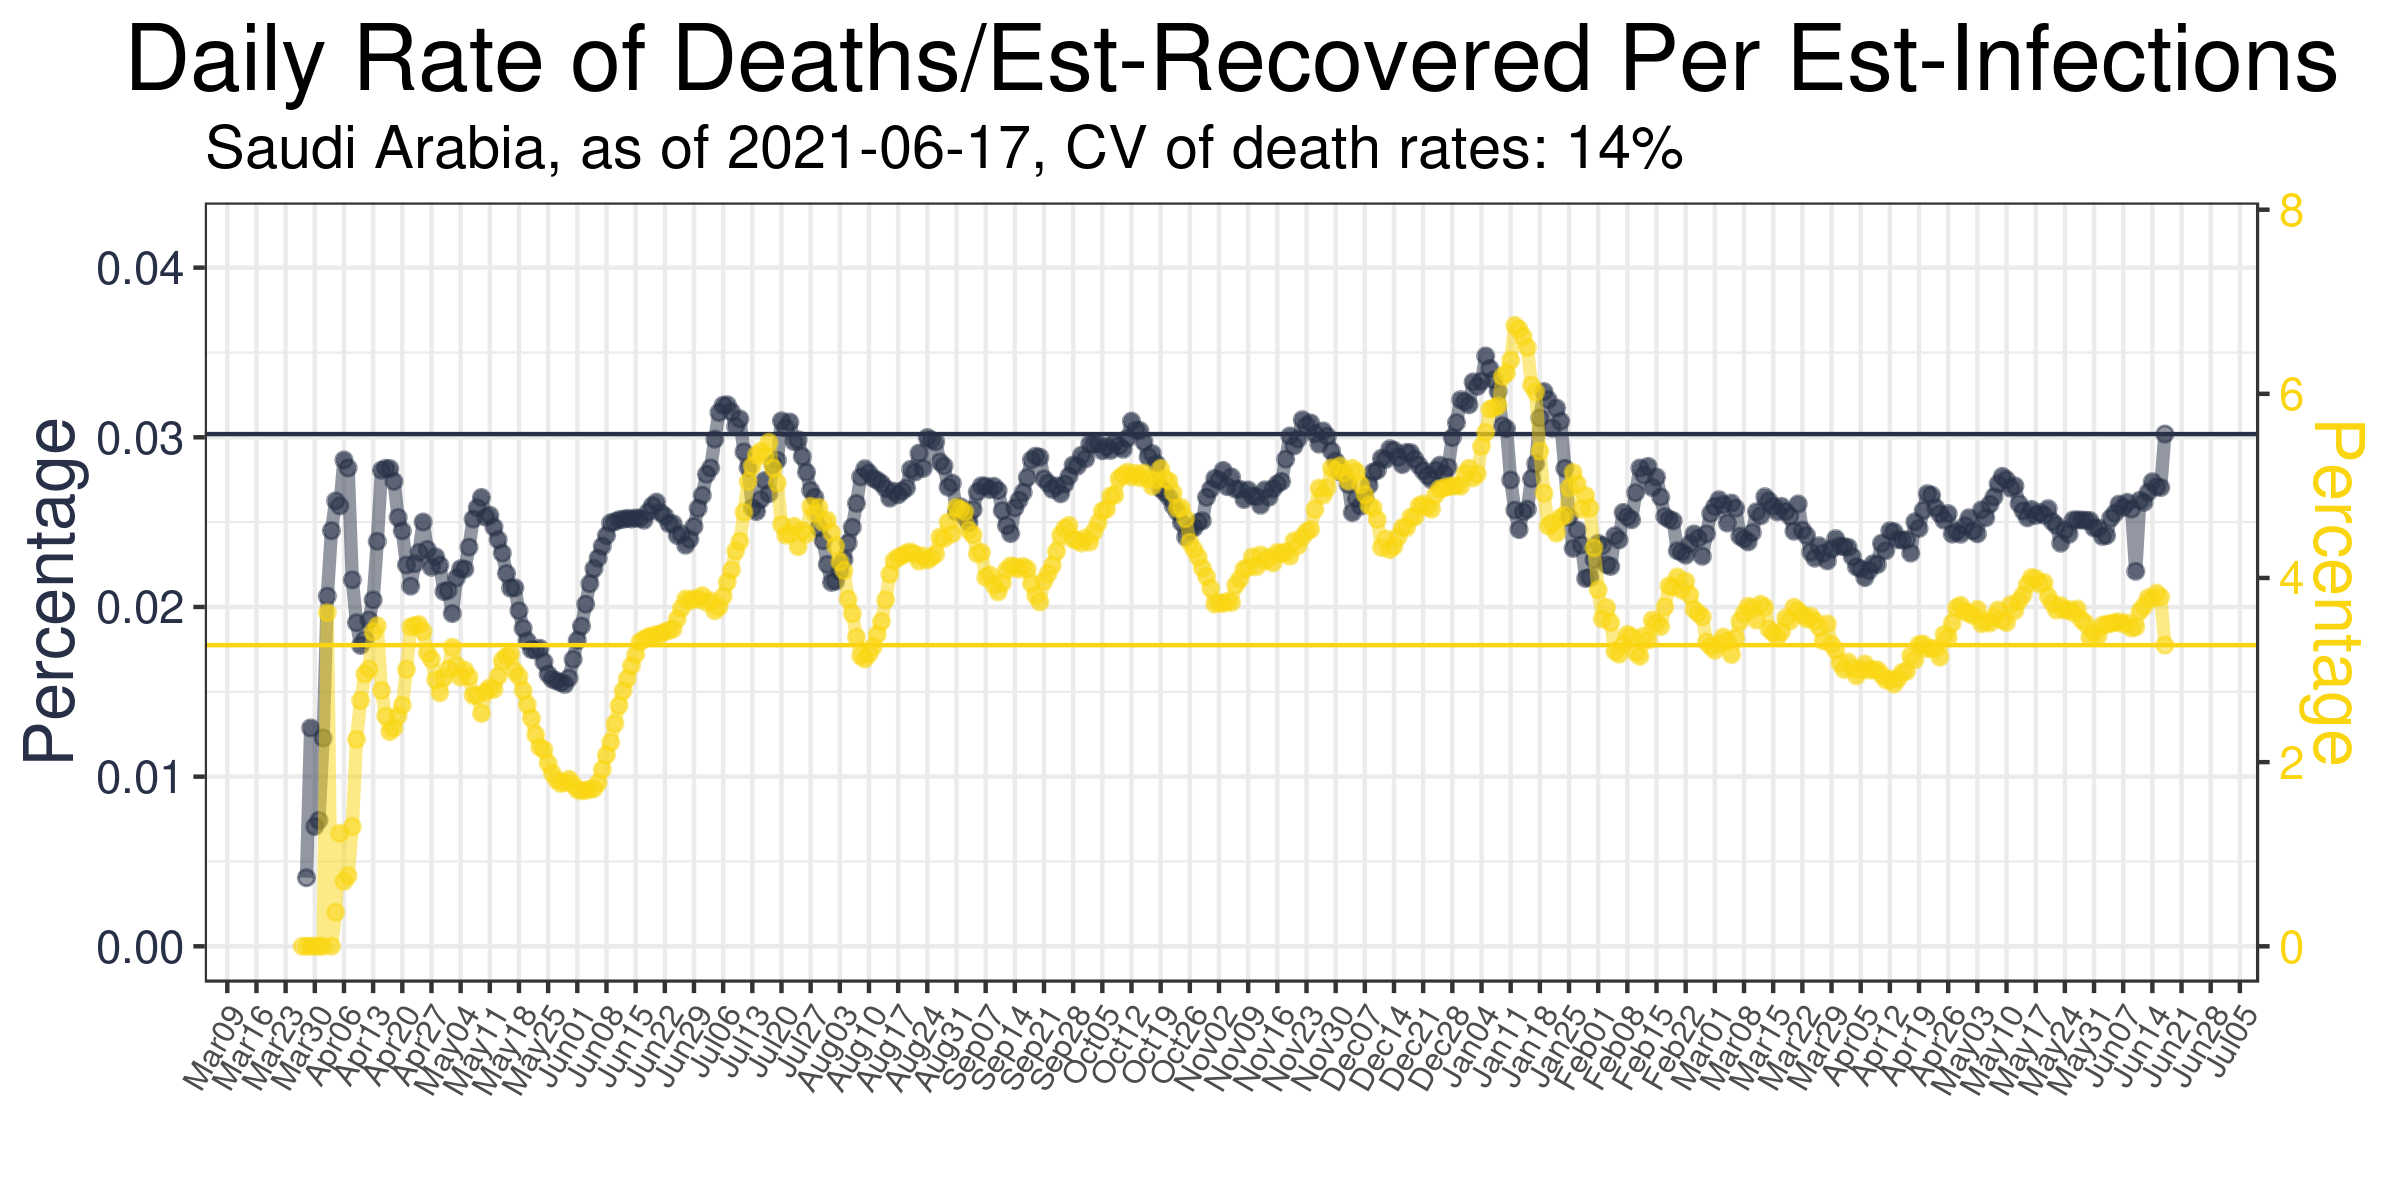 Daily Rate of Deaths/Est-Recovered Per Est-Infections
Saudi Arabia, as of 2021-06-17, CV of death rates: 14%
Percentage
0.04
0.03
0.02
0.01
0.00
8
6
4
2
0
Percentage
Mar09 Mar16 Mar23 Mar30 Apr06 Apr13 Apr20 Apr27 May04 May11 May18 May25 Jun01 Jun08 Jun15 Jun22 Jun29 Jul06 Jul13 Jul20 Jul27 Aug03 Aug10 Aug17 Aug24 Aug31 Sep07 Sep14 Sep21 Sep28 Oct05 Oct12 Oct19 Oct26 Nov02 Nov09 Nov16 Nov23 Nov30 Dec07 Dec14 Dec21 Dec28 Jan04 Jan11 Jan18 Jan25 Feb01 Feb08 Feb15 Feb22 Mar01 Mar08 Mar15 Mar22 Mar29 Apr05 Apr12 Apr19 Apr26 May03 May10 May17 May24 May31 Jun07 Jun14 Jun21 Jun28 Jul05